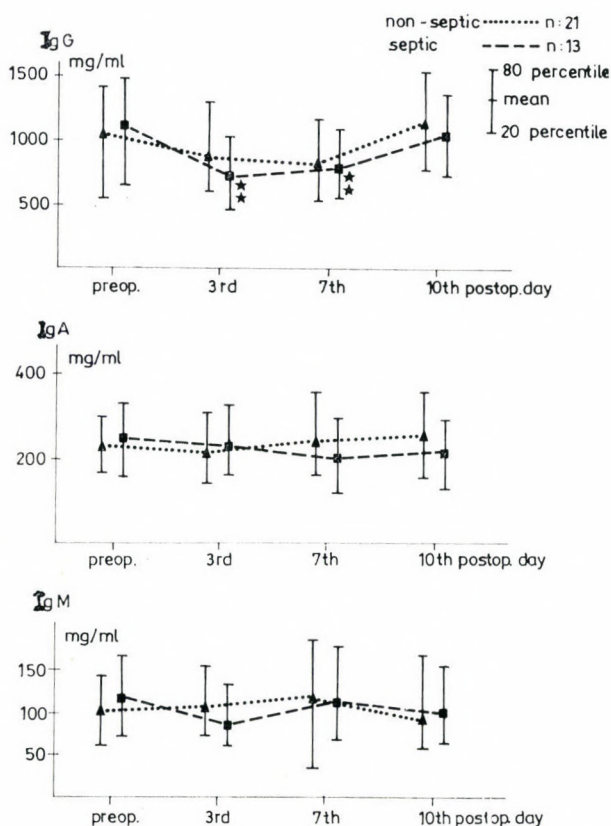 non-septic n:21
septic n:13
80 percentile
mean
20 percentile
IgG
mg/ml
1500
1000
500
preop. 3rd 7th 10th postop.day
IgA
mg/ml
400
200
preop. 3rd 7th 10th postop. day
IgM
mg/ml
150
100
50
preop. 3rd 7th 10th postop. day